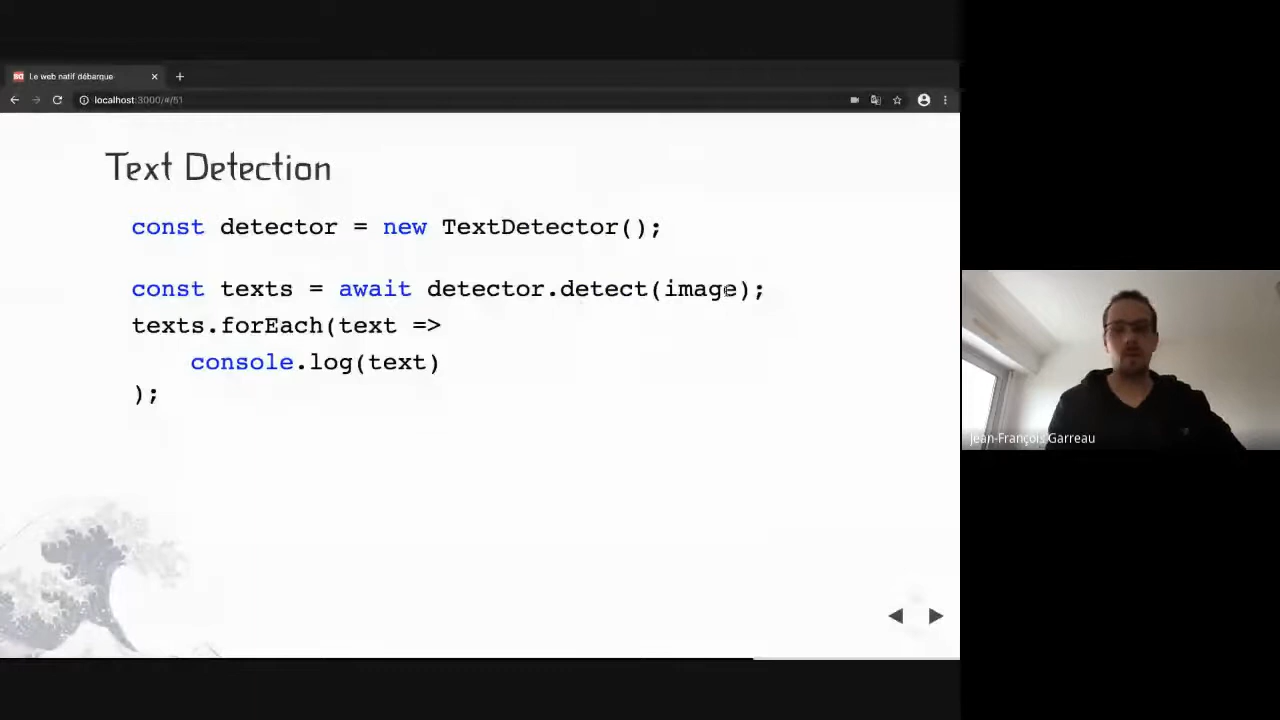 Le web natif débarque
localhost:3000/#/51
Text Detection
const detector = new TextDetector();
const texts = await detector.detect(image);
texts.forEach(text =>
console.log(text)
);
Jean-François Garreau